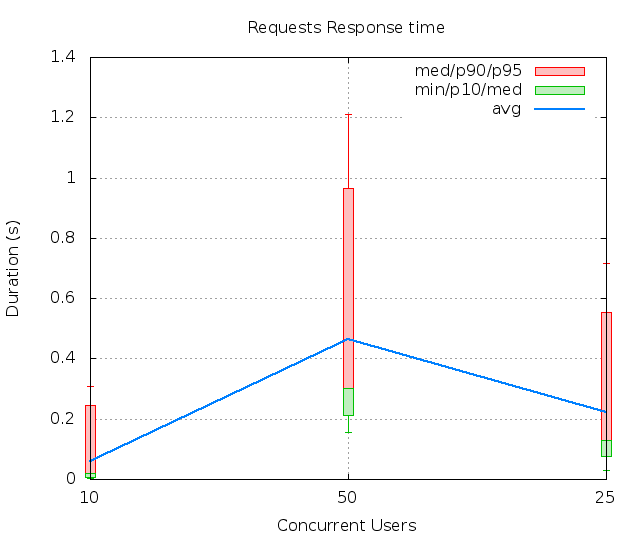 Requests Response time
med/p90/p95
min/p10/med
avg
1.4
1.2
1
0.8
0.6
0.4
0.2
0
Duration (s)
10
50
25
Concurrent Users